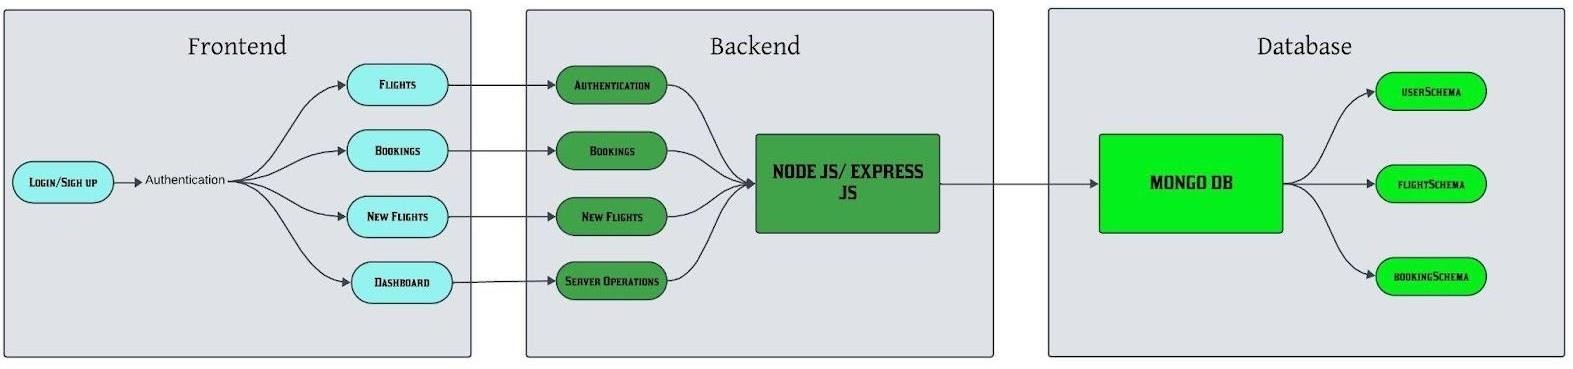 Frontend
Login/Sigh up
Authentication
Flights
Bookings
New Flights
Dashboard
Backend
Authentication
Bookings
New Flights
Server Operations
NODE JS/ EXPRESS
JS
Database
MONGO DB
userSchema
flightSchema
bookingSchema